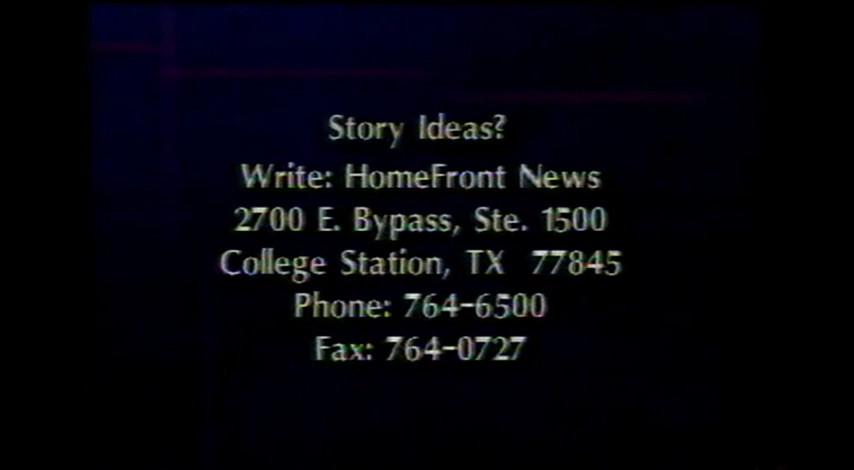 Story Ideas?
Write: HomeFront News
2700 E. Bypass, Ste. 1500
College Station, TX 77845
Phone: 764-6500
Fax: 764-0727